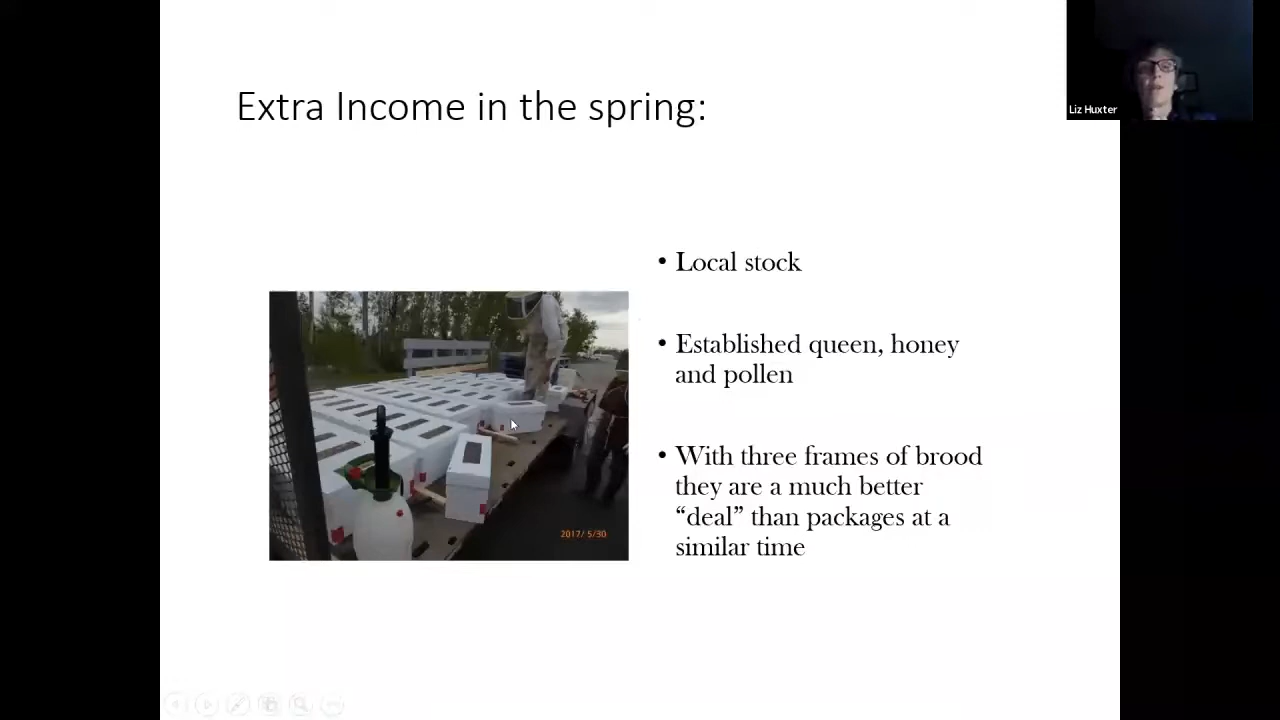 Extra Income in the spring:
Liz Huxter
• Local stock
• Established queen, honey
and pollen
• With three frames of brood
they are a much better
“deal” than packages at a
similar time
2017/ 5/30